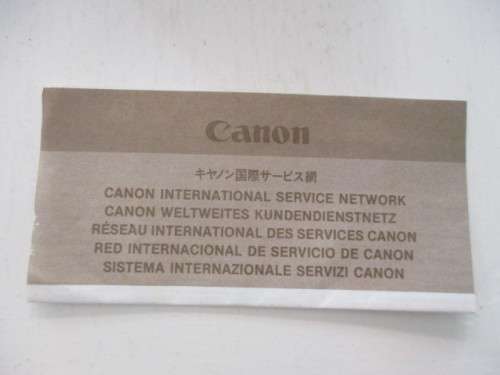 Canon
キヤノン国際サービス網
CANON INTERNATIONAL SERVICE NETWORK
CANON WELTWEITES KUNDENDIENSTNETZ
RÉSEAU INTERNATIONAL DES SERVICES CANON
RED INTERNACIONAL DE SERVICIO DE CANON
SISTEMA INTERNAZIONALE SERVIZI CANON